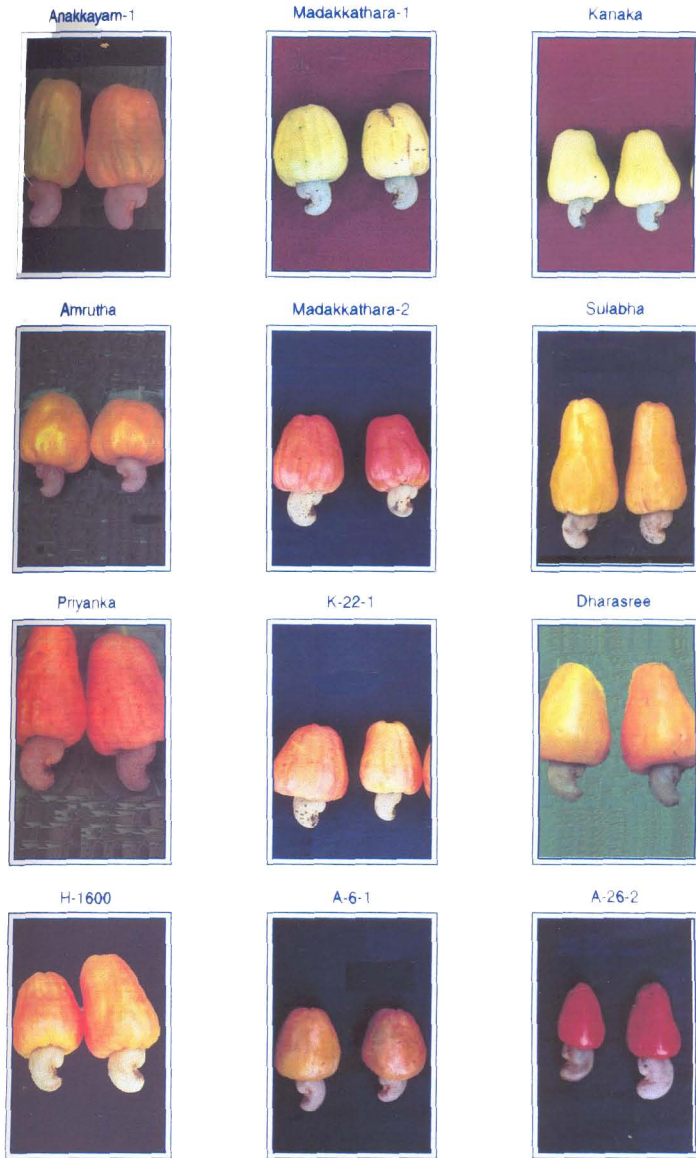 Anakkayam-1 Madakkathara-1 Kanaka
Amrutha Madakkathara-2 Sulabha
Priyanka K-22-1 Dharasree
H-1600 A-6-1 A-26-2